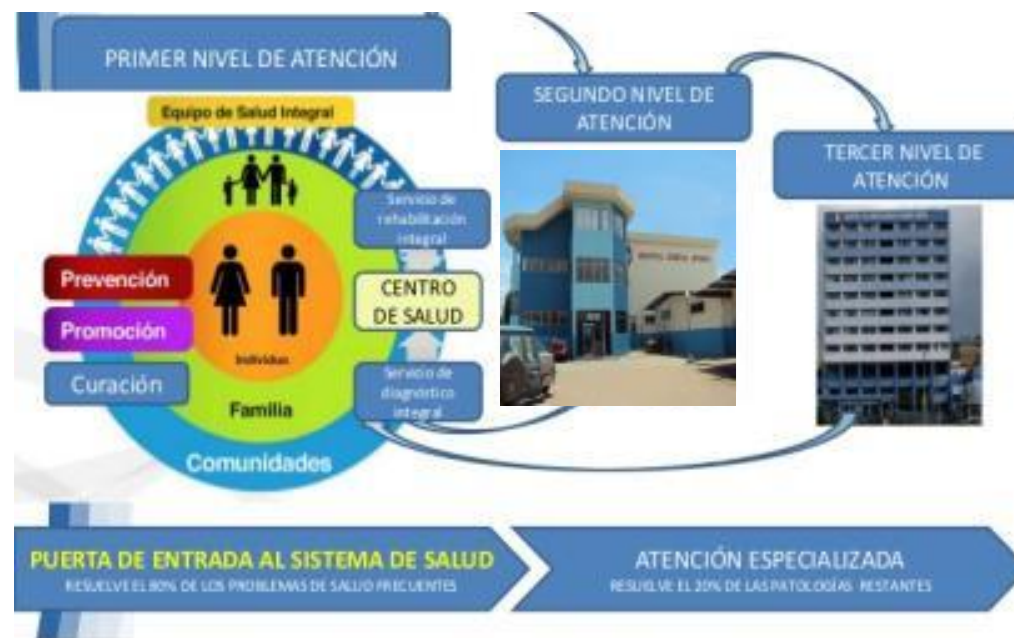 PRIMER NIVEL DE ATENCIÓN
SEGUNDO NIVEL DE
ATENCIÓN
TERCER NIVEL DE
ATENCIÓN
Equipo de Salud Integral
Servicio de
rehabilitación
integral
Prevención
CENTRO
DE SALUD
Promoción
Individuo
Curación
Servicio de
diagnóstico
integral
Familia
Comunidades
PUERTA DE ENTRADA AL SISTEMA DE SALUD
RESUELVE EL 80% DE LOS PROBLEMAS DE SALUD FRECUENTES
ATENCIÓN ESPECIALIZADA
RESUELVE EL 20% DE LAS PATOLOGÍAS RESTANTES